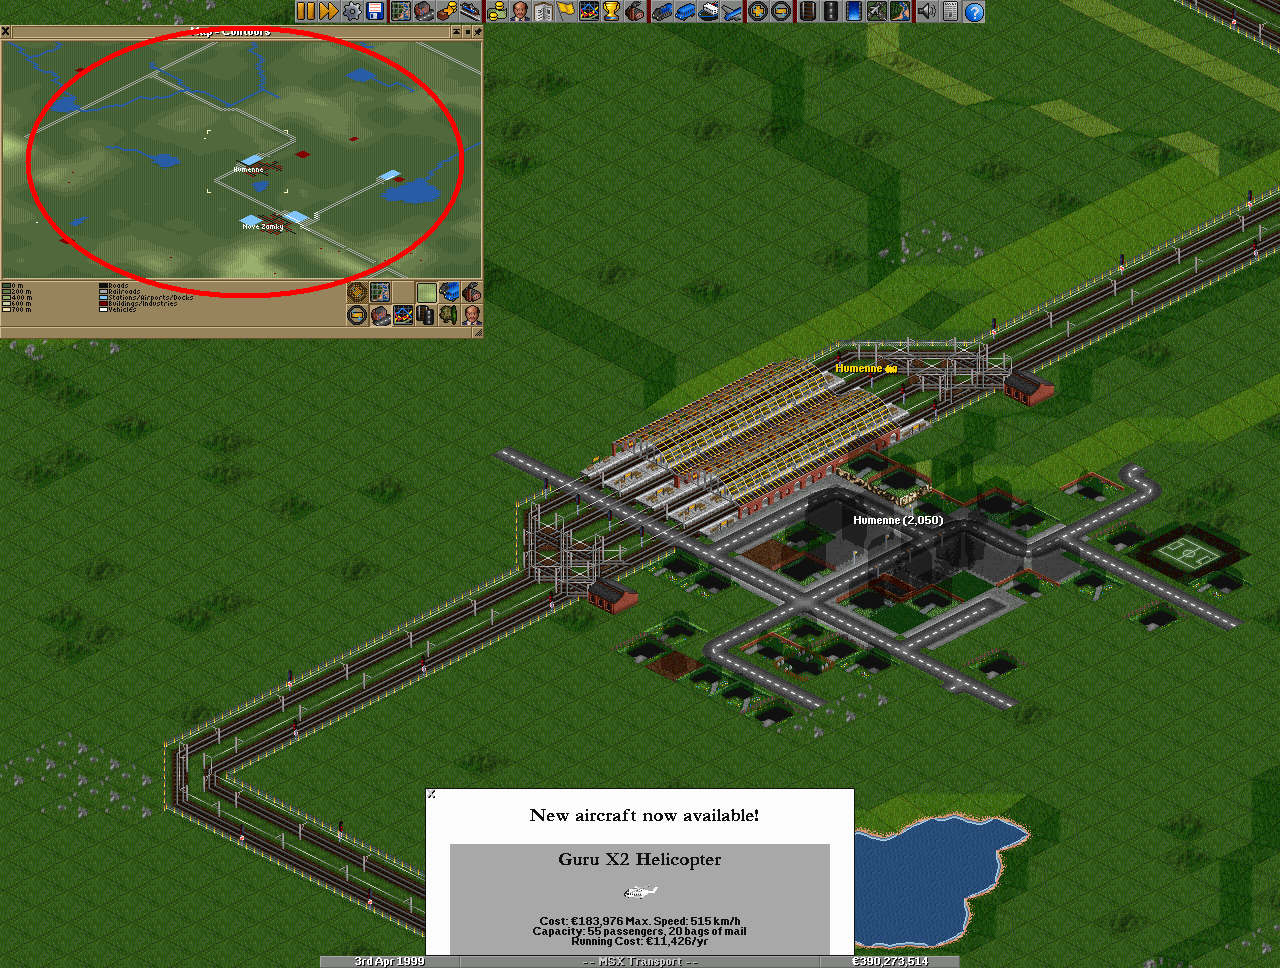 Map - Contours
Humenne
Nove Zamky
0 m
200 m
400 m
600 m
700 m
Roads
Railroads
Stations/Airports/Docks
Buildings/Industries
Vehicles
Humenne
Humenne (2,050)
New aircraft now available!
Guru X2 Helicopter
Cost: €183,976 Max. Speed: 515 km/h
Capacity: 55 passengers, 20 bags of mail
Running Cost: €11,426/yr
3rd Apr 1999
-- MSX Transport --
€390,273,514